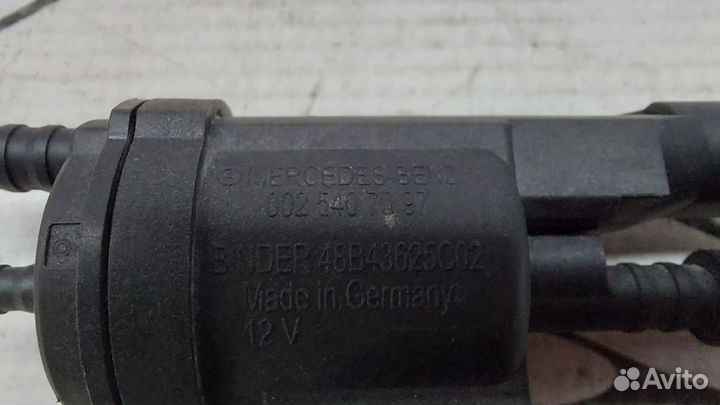 MERCEDES-BENZ
002 540 70 97
BINDER 48B43625C02
Made in Germany
12 V
Avito